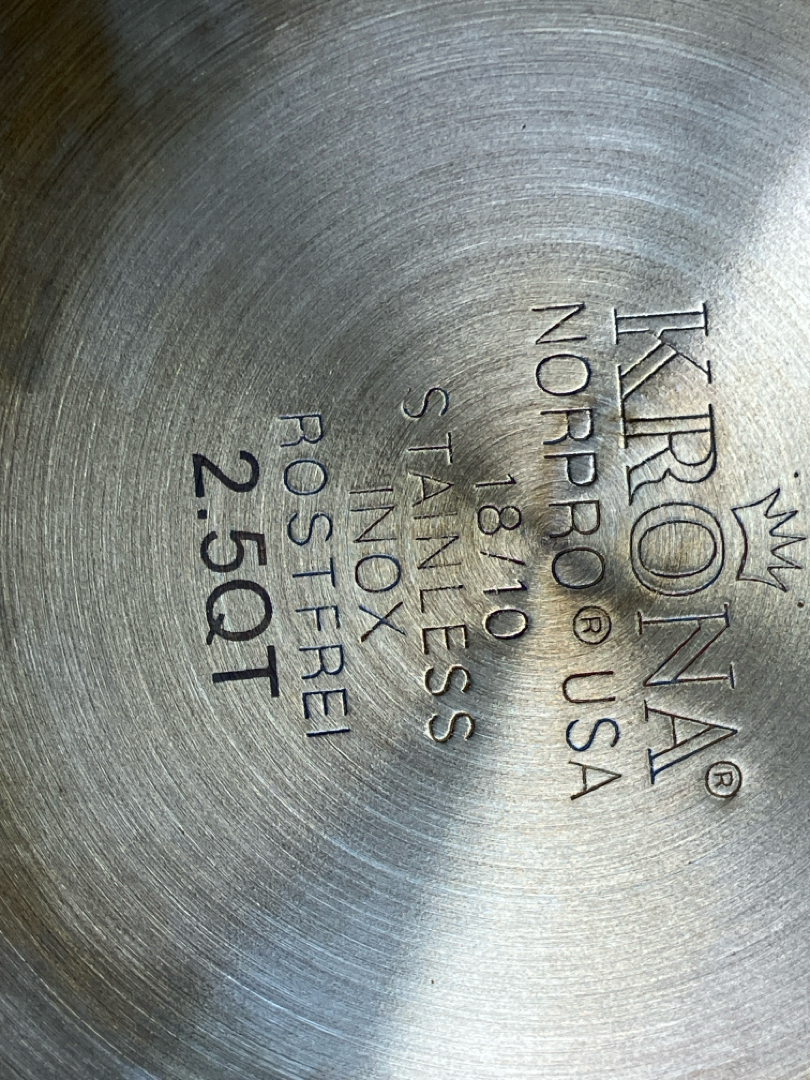 KRONA®
NORPRO® USA
18/10
STAINLESS
INOX
ROSTFREI
2.5QT